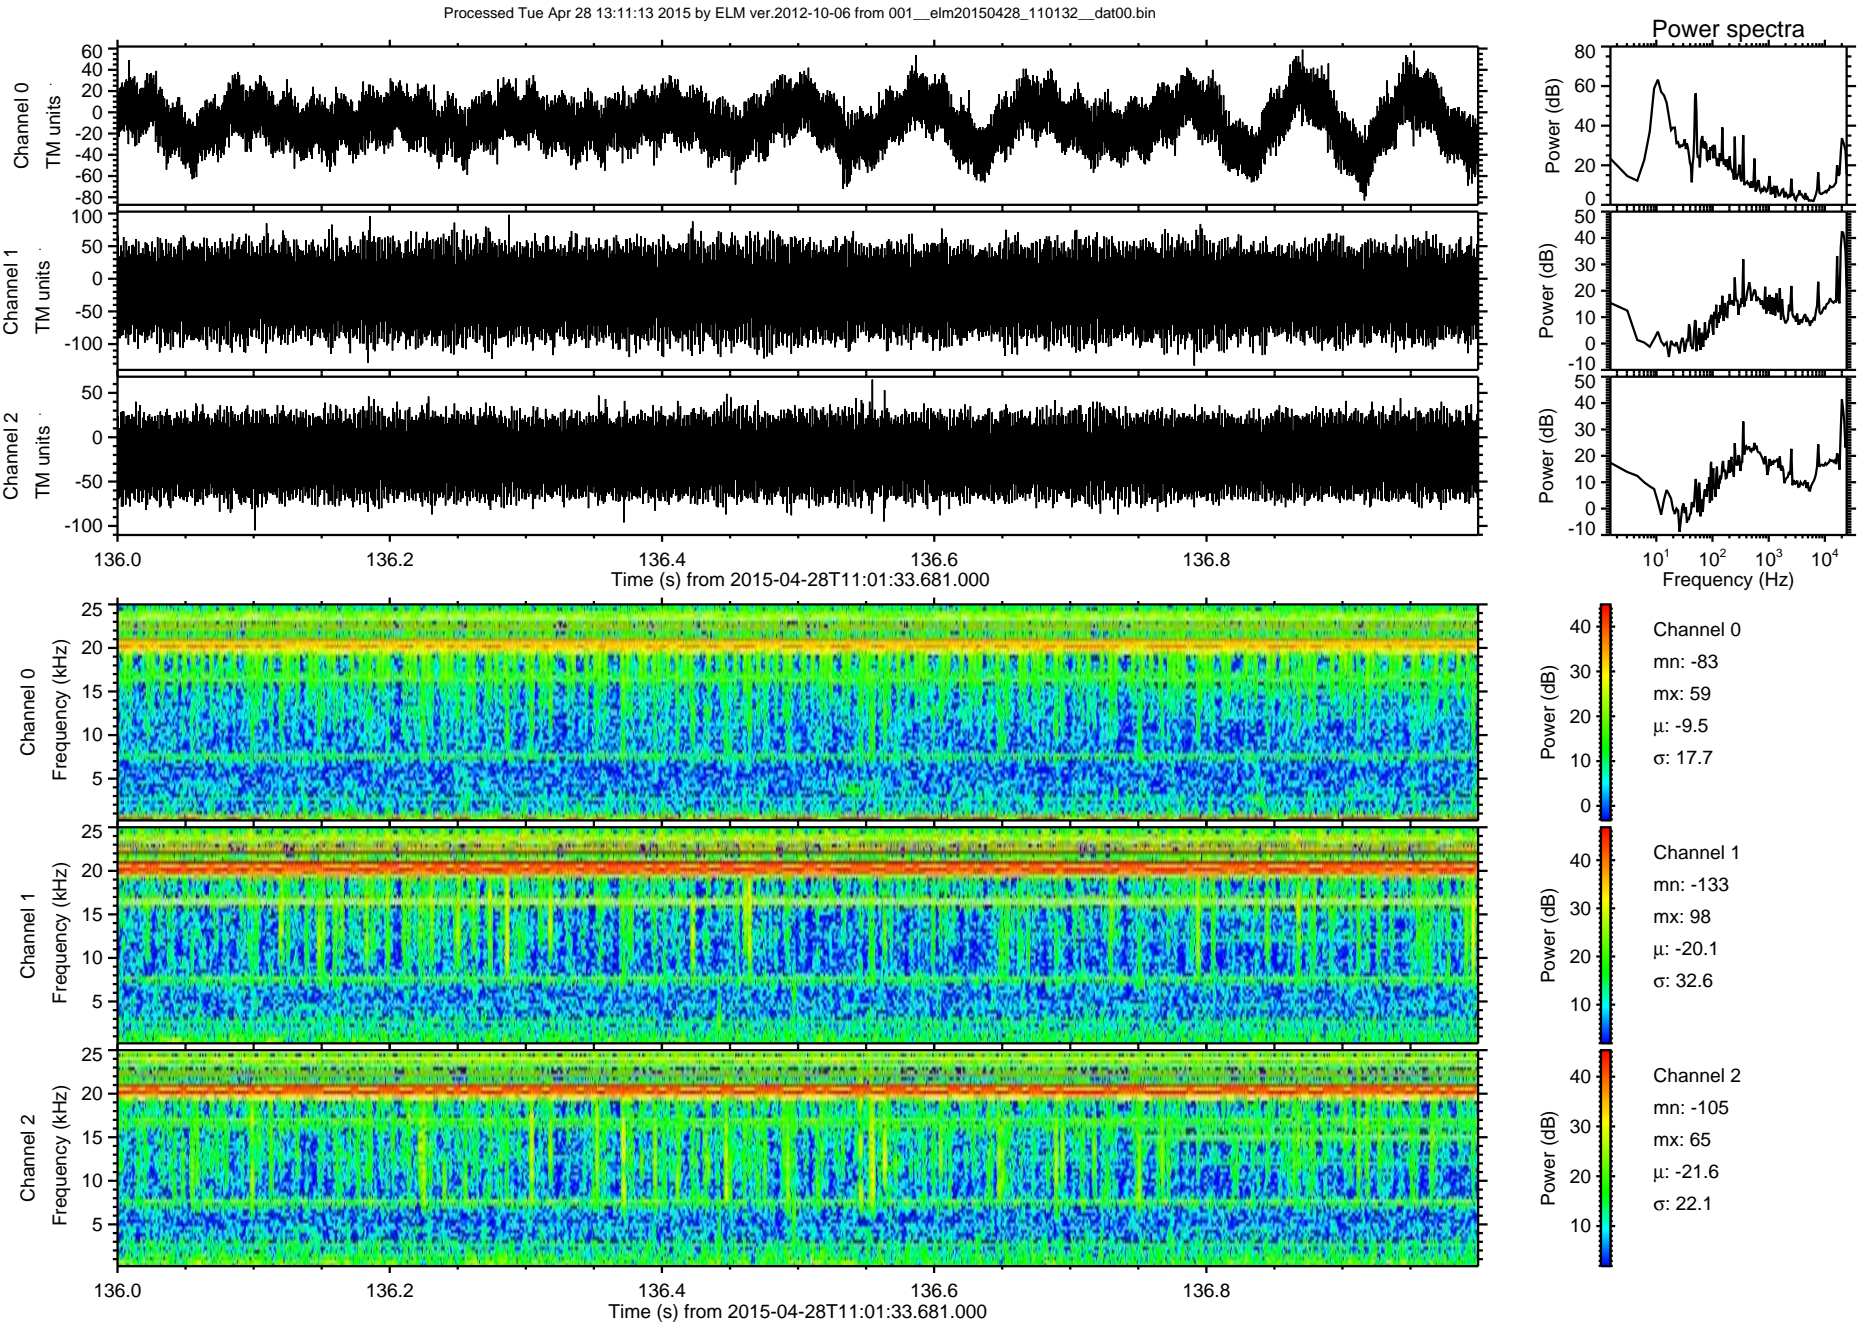 Processed Tue Apr 28 13:11:13 2015 by ELM ver.2012-10-06 from 001__elm20150428_110132__dat00.bin
Power spectra
Channel 0
TM units
60
40
20
0
-20
-40
-60
-80
Power (dB)
80
60
40
20
0
Channel 1
TM units
100
50
0
-50
-100
Power (dB)
50
40
30
20
10
0
-10
Channel 2
TM units
50
0
-50
-100
Power (dB)
50
40
30
20
10
0
-10
136.0 136.2 136.4 136.6 136.8
Time (s) from 2015-04-28T11:01:33.681.000
10^1 10^2 10^3 10^4
Frequency (Hz)
Channel 0
Frequency (kHz)
25
20
15
10
5
Power (dB)
40
30
20
10
0
Channel 0
mn: -83
mx: 59
μ: -9.5
σ: 17.7
Channel 1
Frequency (kHz)
25
20
15
10
5
Power (dB)
40
30
20
10
Channel 1
mn: -133
mx: 98
μ: -20.1
σ: 32.6
Channel 2
Frequency (kHz)
25
20
15
10
5
Power (dB)
40
30
20
10
Channel 2
mn: -105
mx: 65
μ: -21.6
σ: 22.1
136.0 136.2 136.4 136.6 136.8
Time (s) from 2015-04-28T11:01:33.681.000